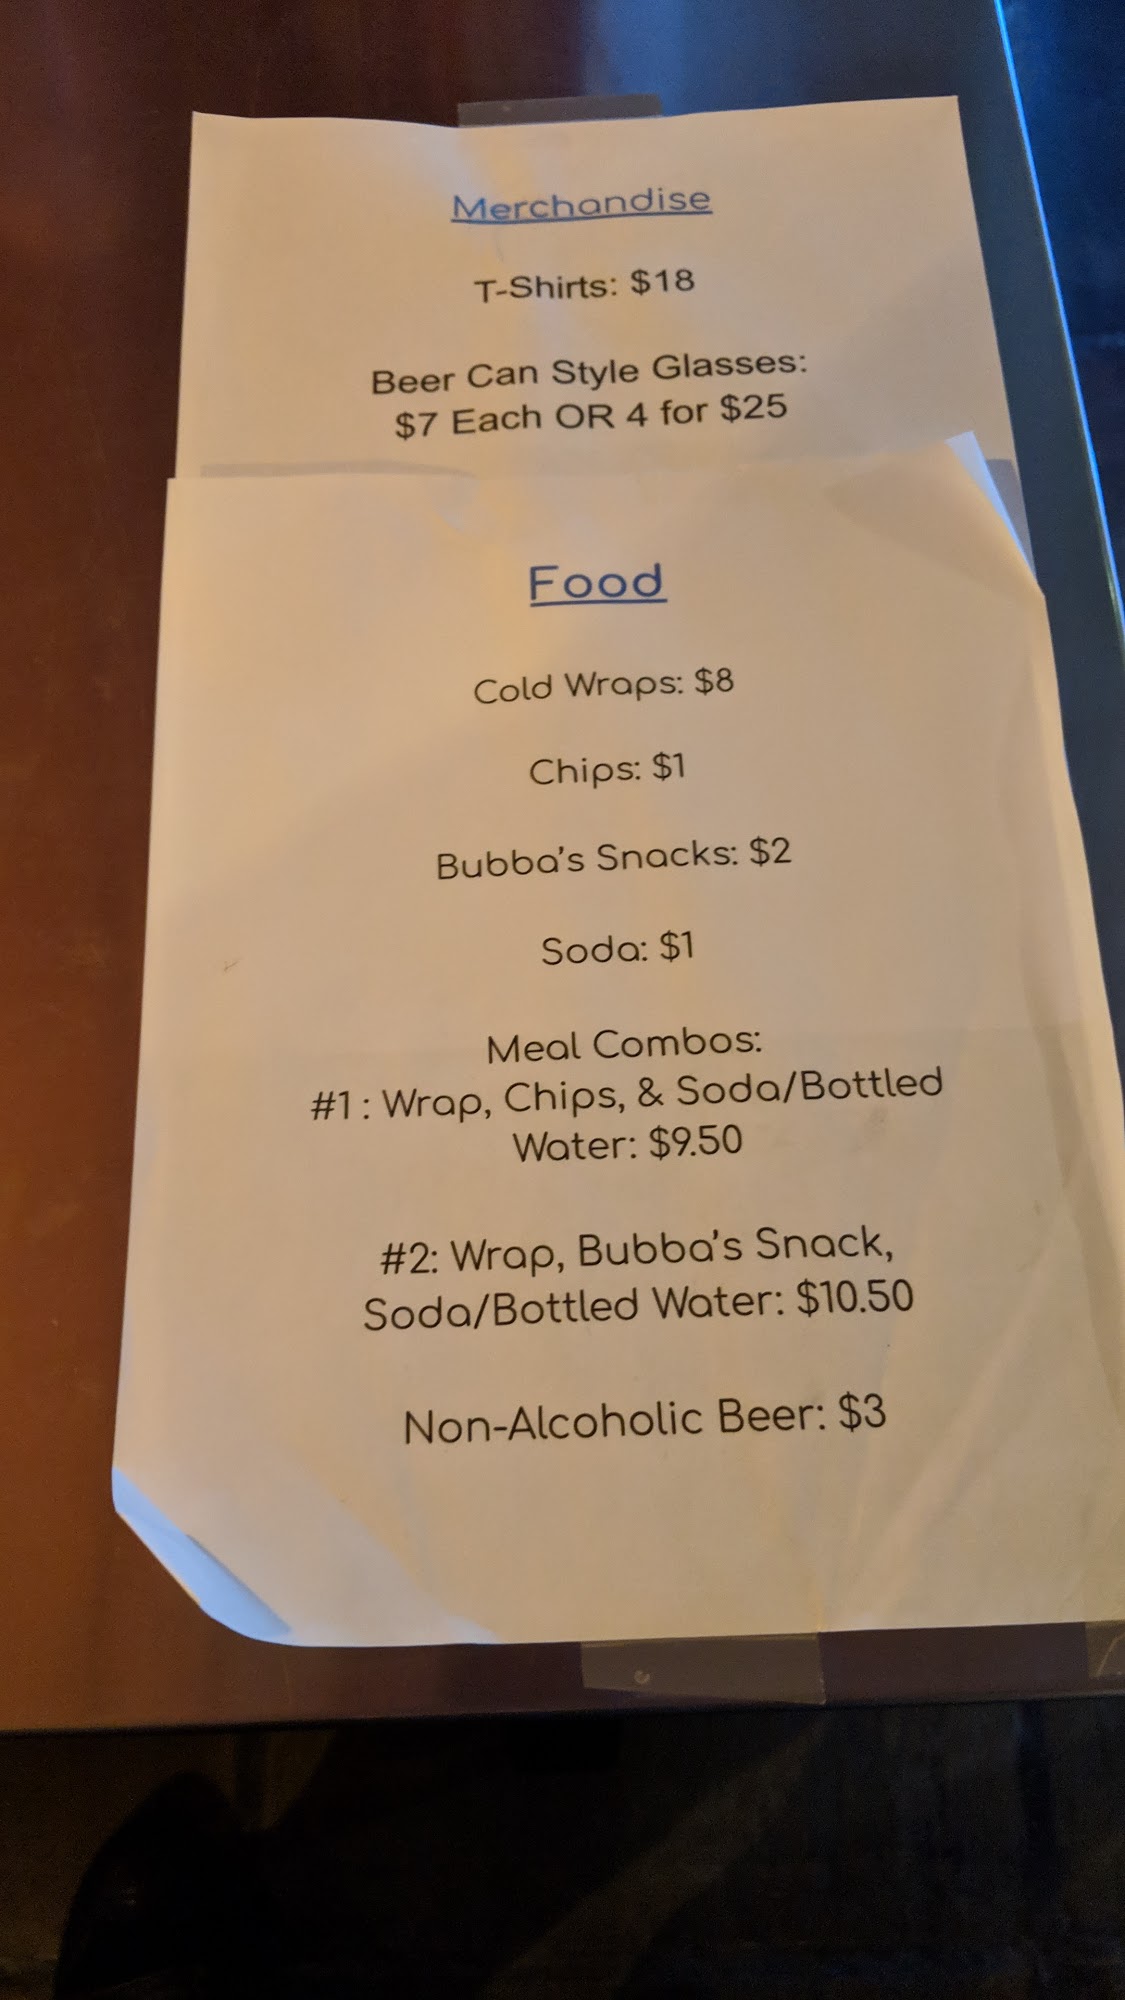 Merchandise
T-Shirts: $18
Beer Can Style Glasses:
$7 Each OR 4 for $25
Food
Cold Wraps: $8
Chips: $1
Bubba's Snacks: $2
Soda: $1
Meal Combos:
#1: Wrap, Chips, & Soda/Bottled
Water: $9.50
#2: Wrap, Bubba's Snack,
Soda/Bottled Water: $10.50
Non-Alcoholic Beer: $3